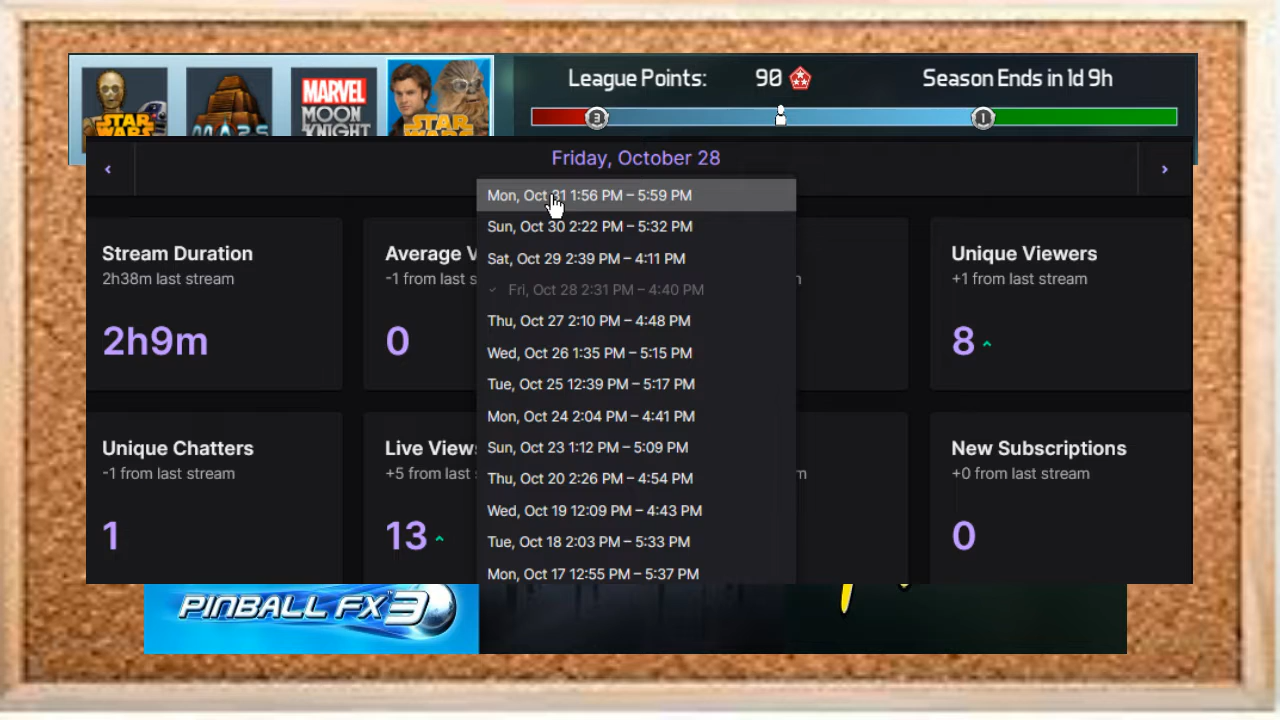 STAR
WARS
MARS
MARVEL
MOON
KNIGHT
STAR
League Points: 90
Season Ends in 1d 9h
3
1
Friday, October 28
Mon, Oct 31 1:56 PM – 5:59 PM
Sun, Oct 30 2:22 PM – 5:32 PM
Sat, Oct 29 2:39 PM – 4:11 PM
Fri, Oct 28 2:31 PM – 4:40 PM
Thu, Oct 27 2:10 PM – 4:48 PM
Wed, Oct 26 1:35 PM – 5:15 PM
Tue, Oct 25 12:39 PM – 5:17 PM
Mon, Oct 24 2:04 PM – 4:41 PM
Sun, Oct 23 1:12 PM – 5:09 PM
Thu, Oct 20 2:26 PM – 4:54 PM
Wed, Oct 19 12:09 PM – 4:43 PM
Tue, Oct 18 2:03 PM – 5:33 PM
Mon, Oct 17 12:55 PM – 5:37 PM
Stream Duration
2h38m last stream
2h9m
Average V
-1 from last s
0
Unique Viewers
+1 from last stream
8
Unique Chatters
-1 from last stream
1
Live View
+5 from last
13
New Subscriptions
+0 from last stream
0
PINBALL FX3